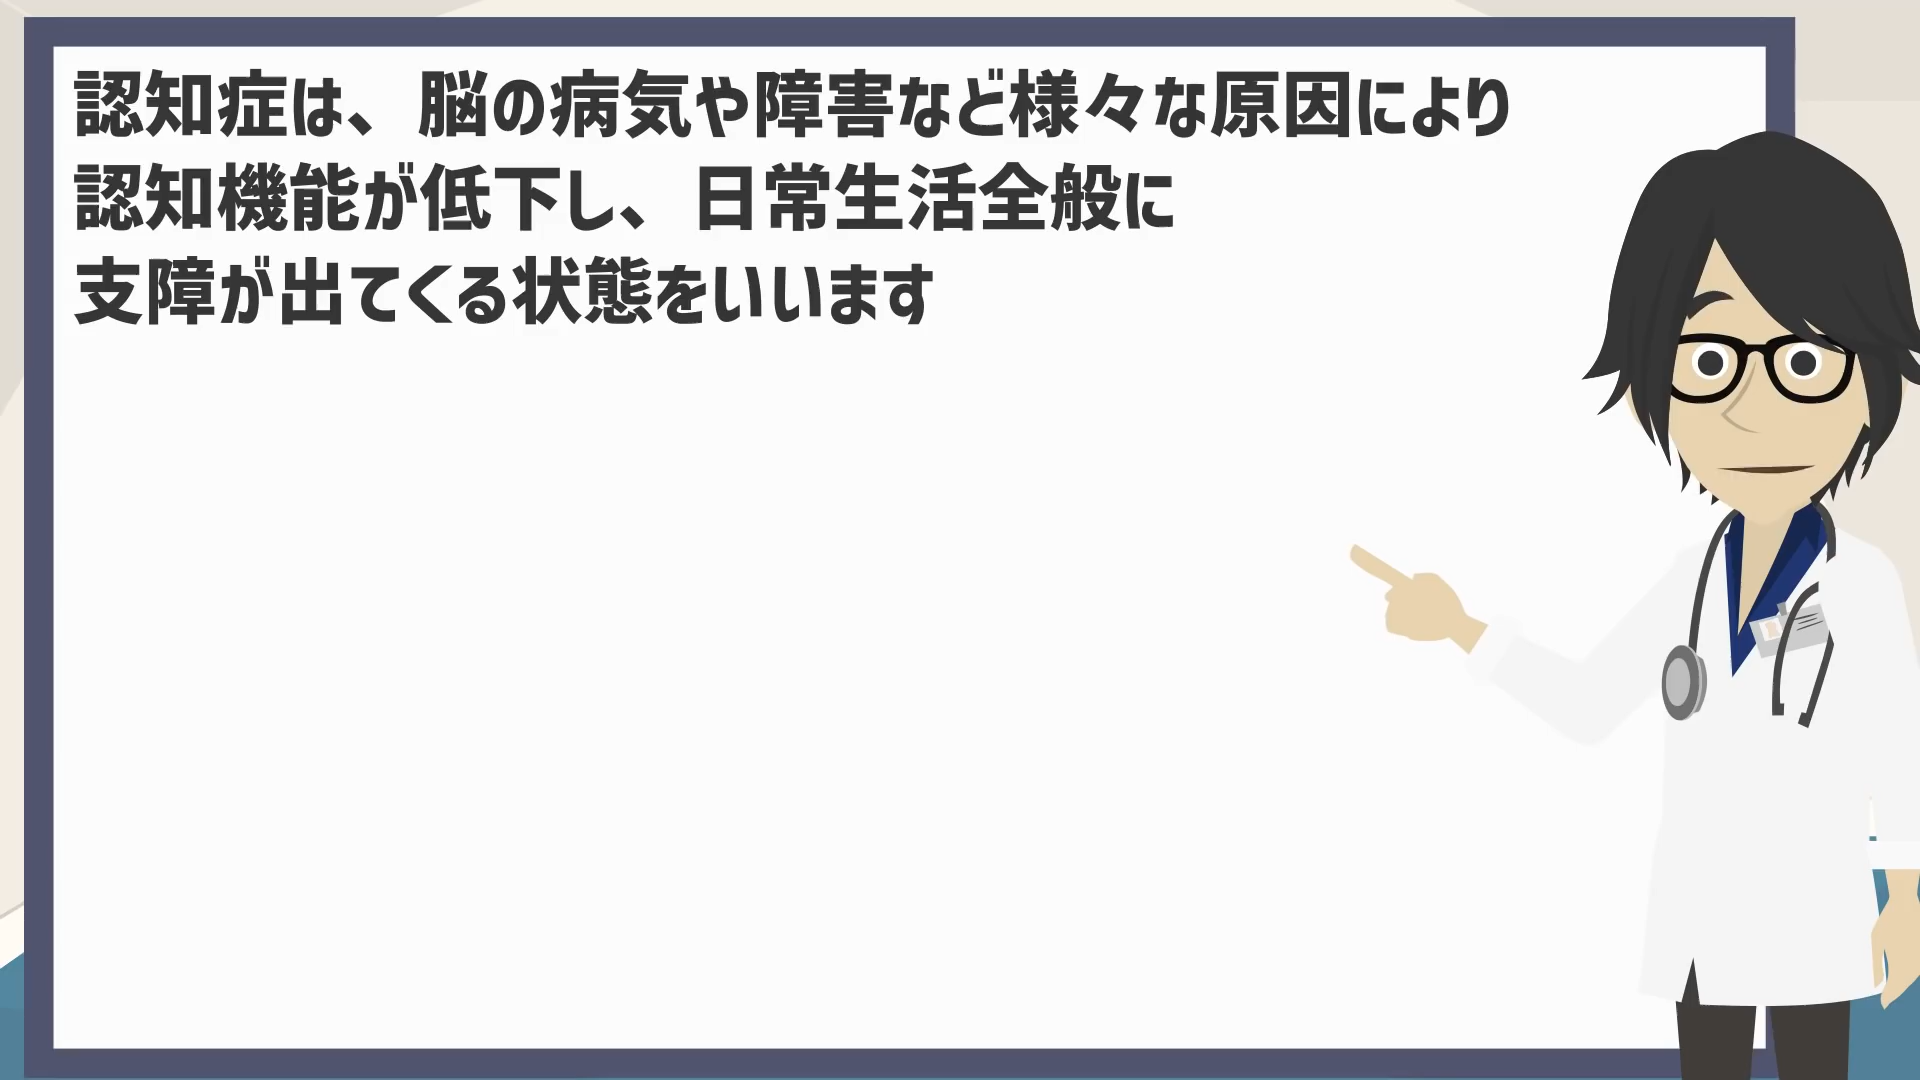 認知症は、脳の病気や障害など様々な原因により
認知機能が低下し、日常生活全般に
支障が出てくる状態をいいます